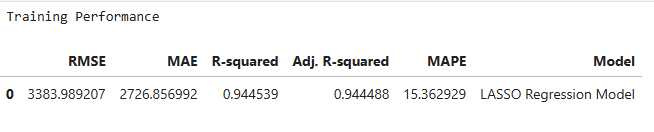 Training Performance
RMSE MAE R-squared Adj. R-squared MAPE Model
0 3383.989207 2726.856992 0.944539 0.944488 15.362929 LASSO Regression Model